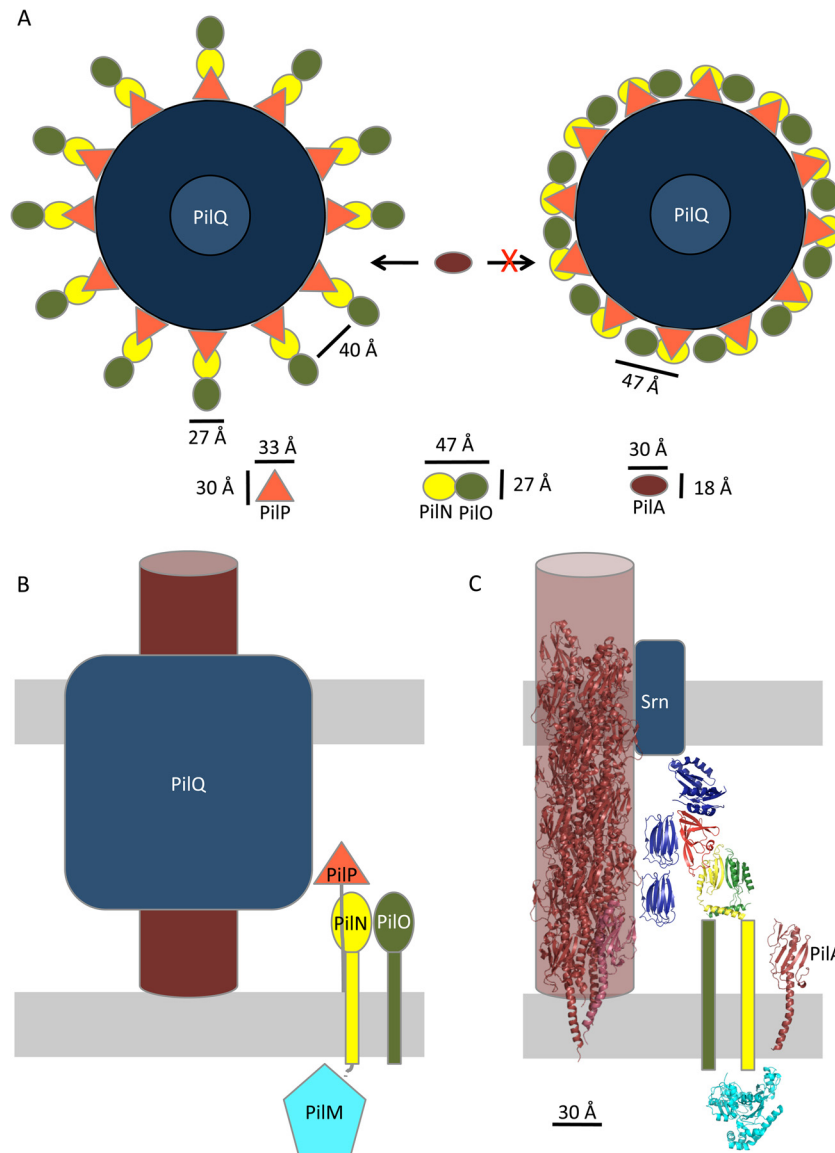 A
PilQ
PilQ
X
40 Å
47 Å
27 Å
33 Å
47 Å
30 Å
30 Å
27 Å
18 Å
PilP
PilN PilO
PilA
B
C
Srn
PilQ
PilP
PilN PilO
PilA
PilM
30 Å